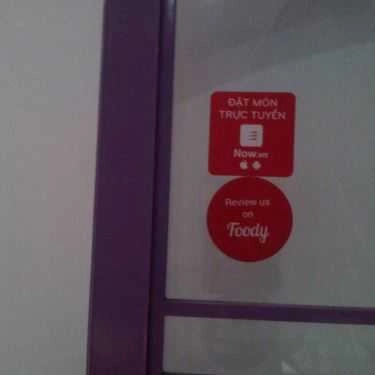 ĐẶT MÓN
TRỰC TUYẾN
Now.vn
Review us
on
Foody